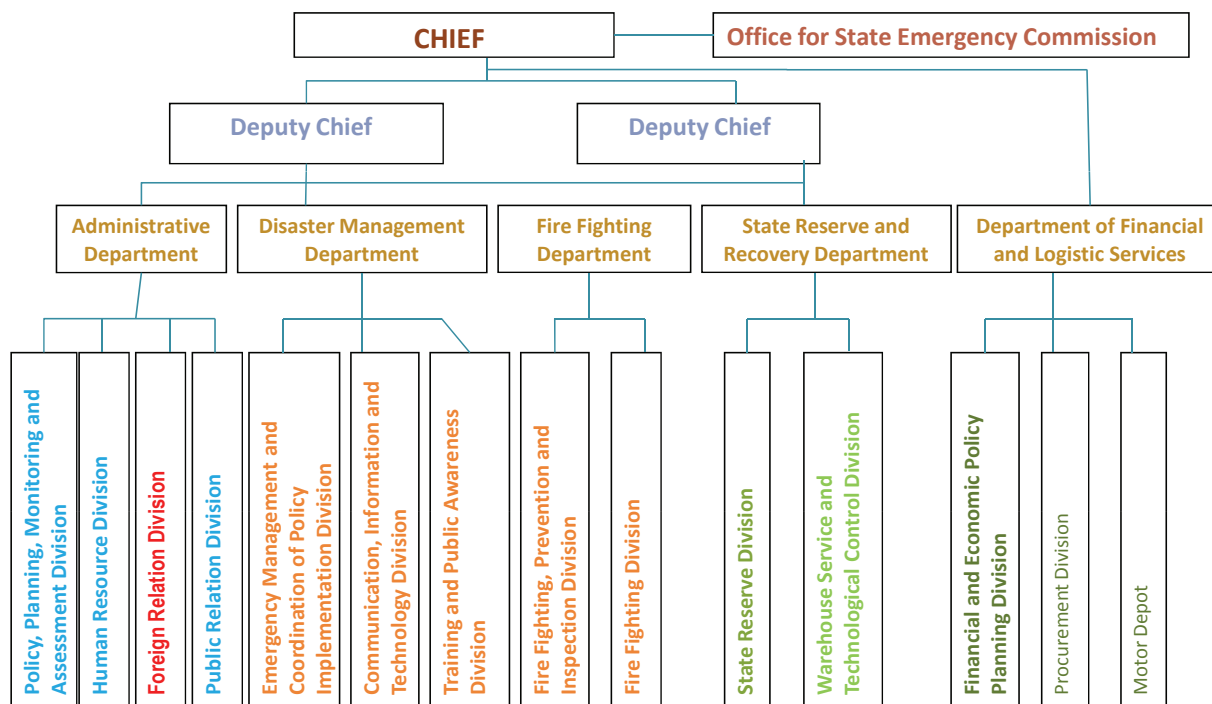 CHIEF
Office for State Emergency Commission
Deputy Chief
Deputy Chief
Administrative
Department
Disaster Management
Department
Fire Fighting
Department
State Reserve and
Recovery Department
Department of Financial
and Logistic Services
Policy, Planning, Monitoring and
Assessment Division
Human Resource Division
Foreign Relation Division
Public Relation Division
Emergency Management and
Coordination of Policy
Implementation Division
Communication, Information and
Technology Division
Training and Public Awareness
Division
Fire Fighting, Prevention and
Inspection Division
Fire Fighting Division
State Reserve Division
Warehouse Service and
Technological Control Division
Financial and Economic Policy
Planning Division
Procurement Division
Motor Depot